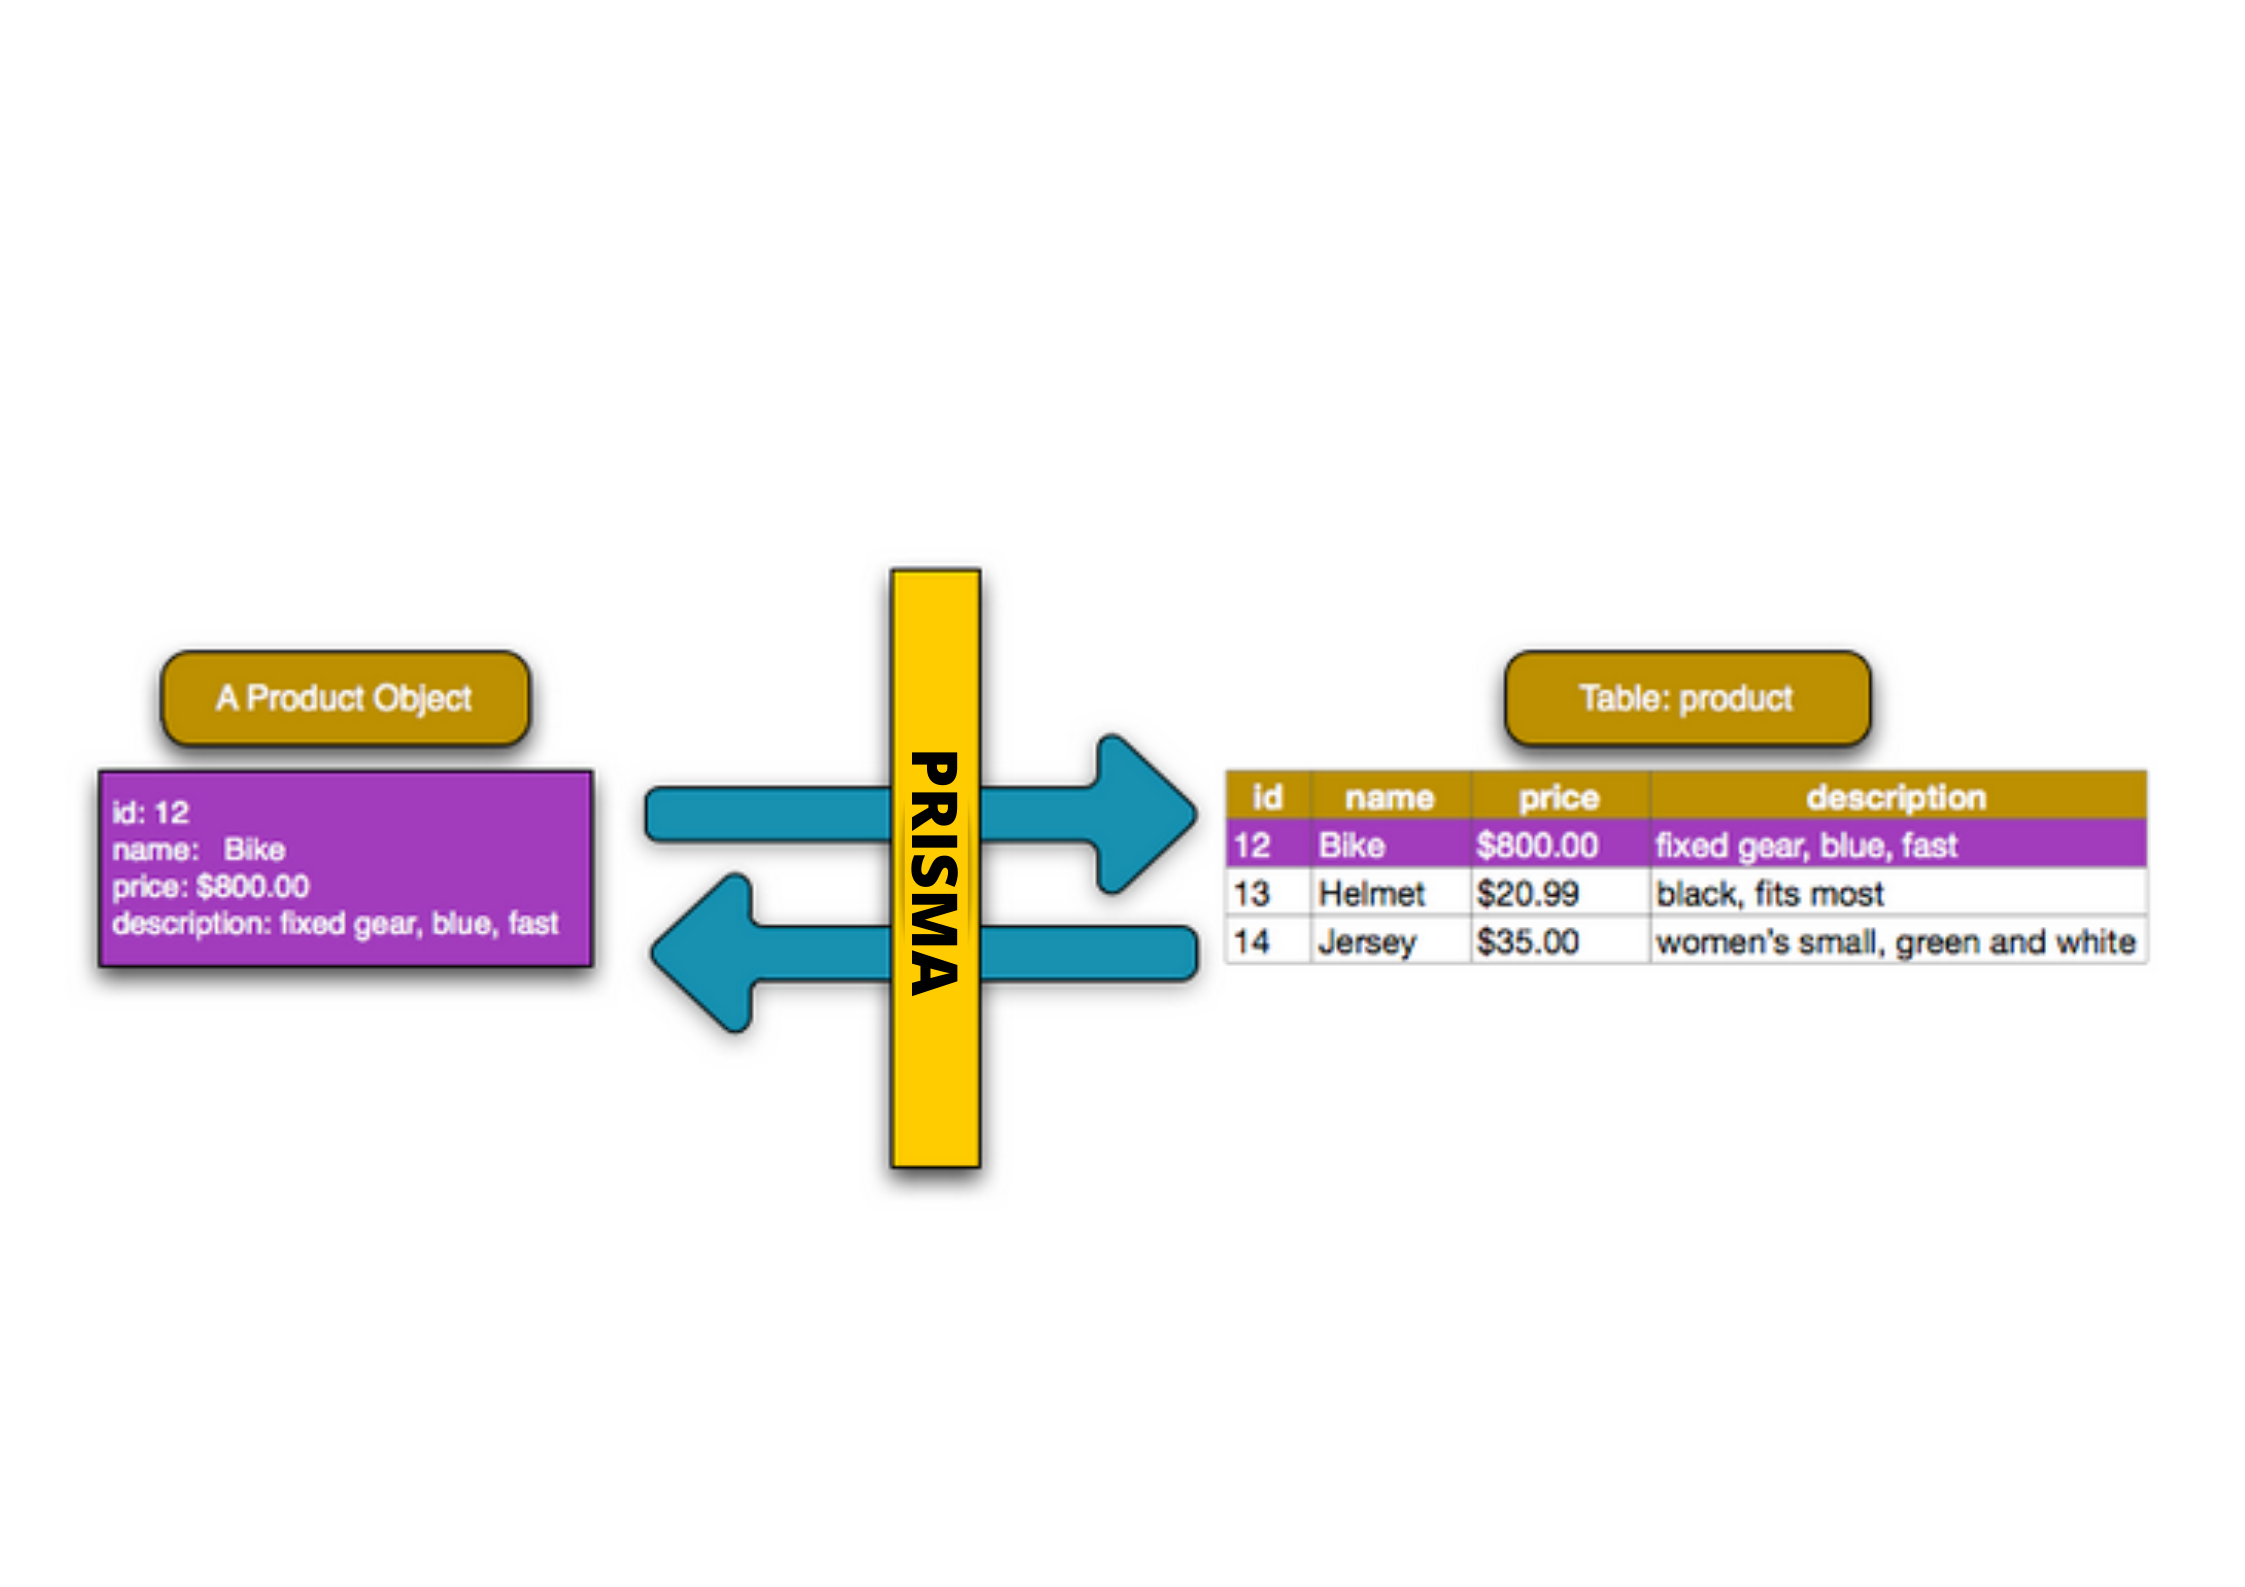 A Product Object
id: 12
name: Bike
price: $800.00
description: fixed gear, blue, fast
PRISMA
Table: product
id name price description
12 Bike $800.00 fixed gear, blue, fast
13 Helmet $20.99 black, fits most
14 Jersey $35.00 women's small, green and white